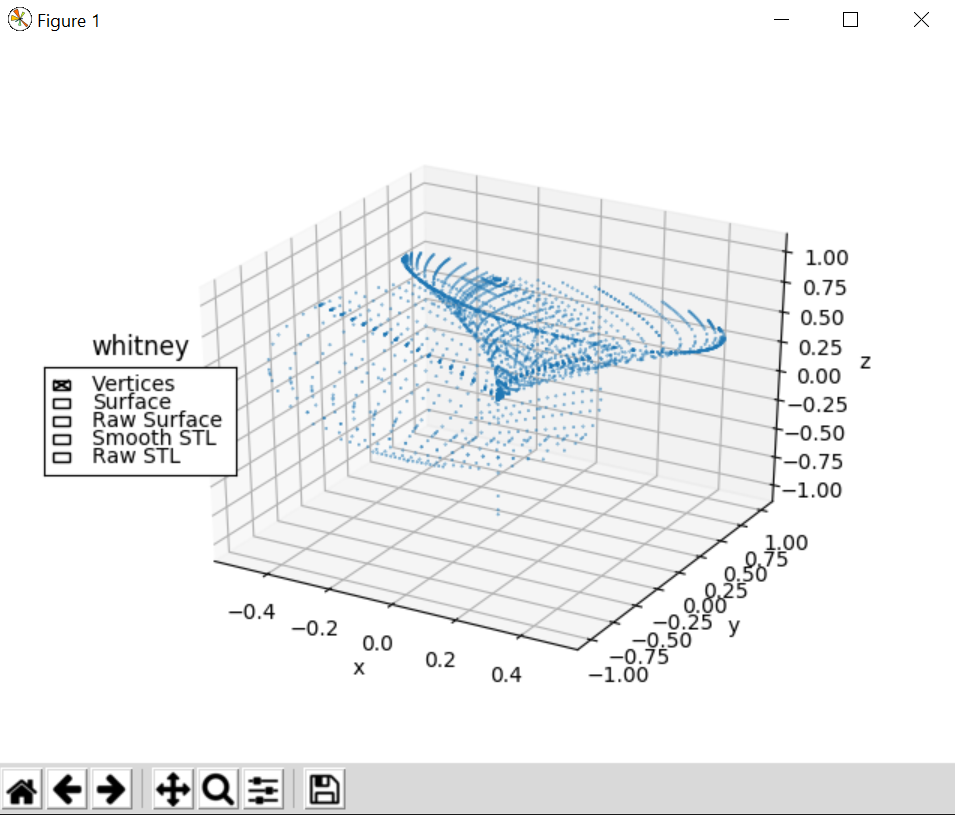 Figure 1
whitney
Vertices
Surface
Raw Surface
Smooth STL
Raw STL
1.00
0.75
0.50
0.25
0.00
−0.25
−0.50
−0.75
−1.00
z
1.00
0.75
0.50
0.25
0.00
−0.25
−0.50
−0.75
−1.00
y
−0.4
−0.2
0.0
0.2
0.4
x